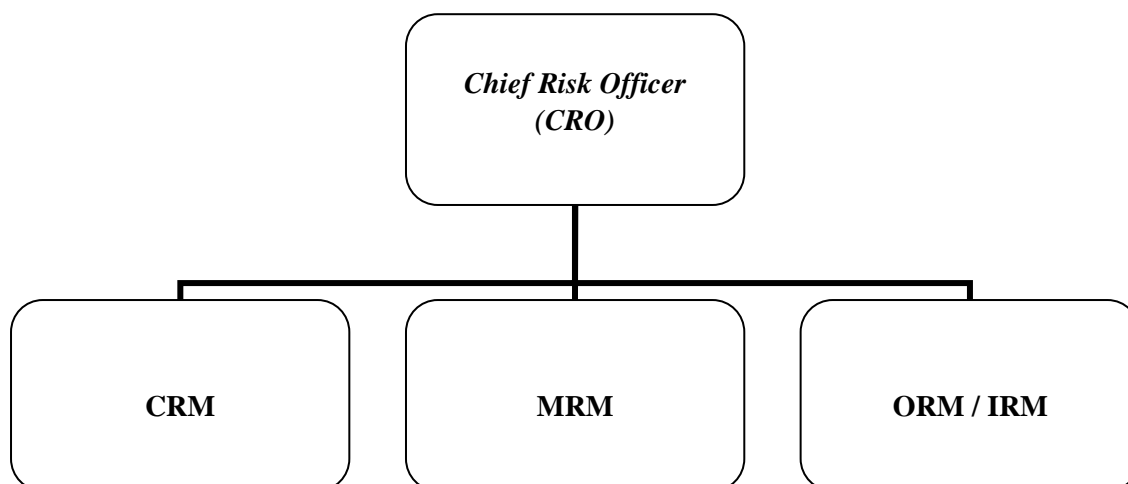 Chief Risk Officer
(CRO)
CRM
MRM
ORM / IRM